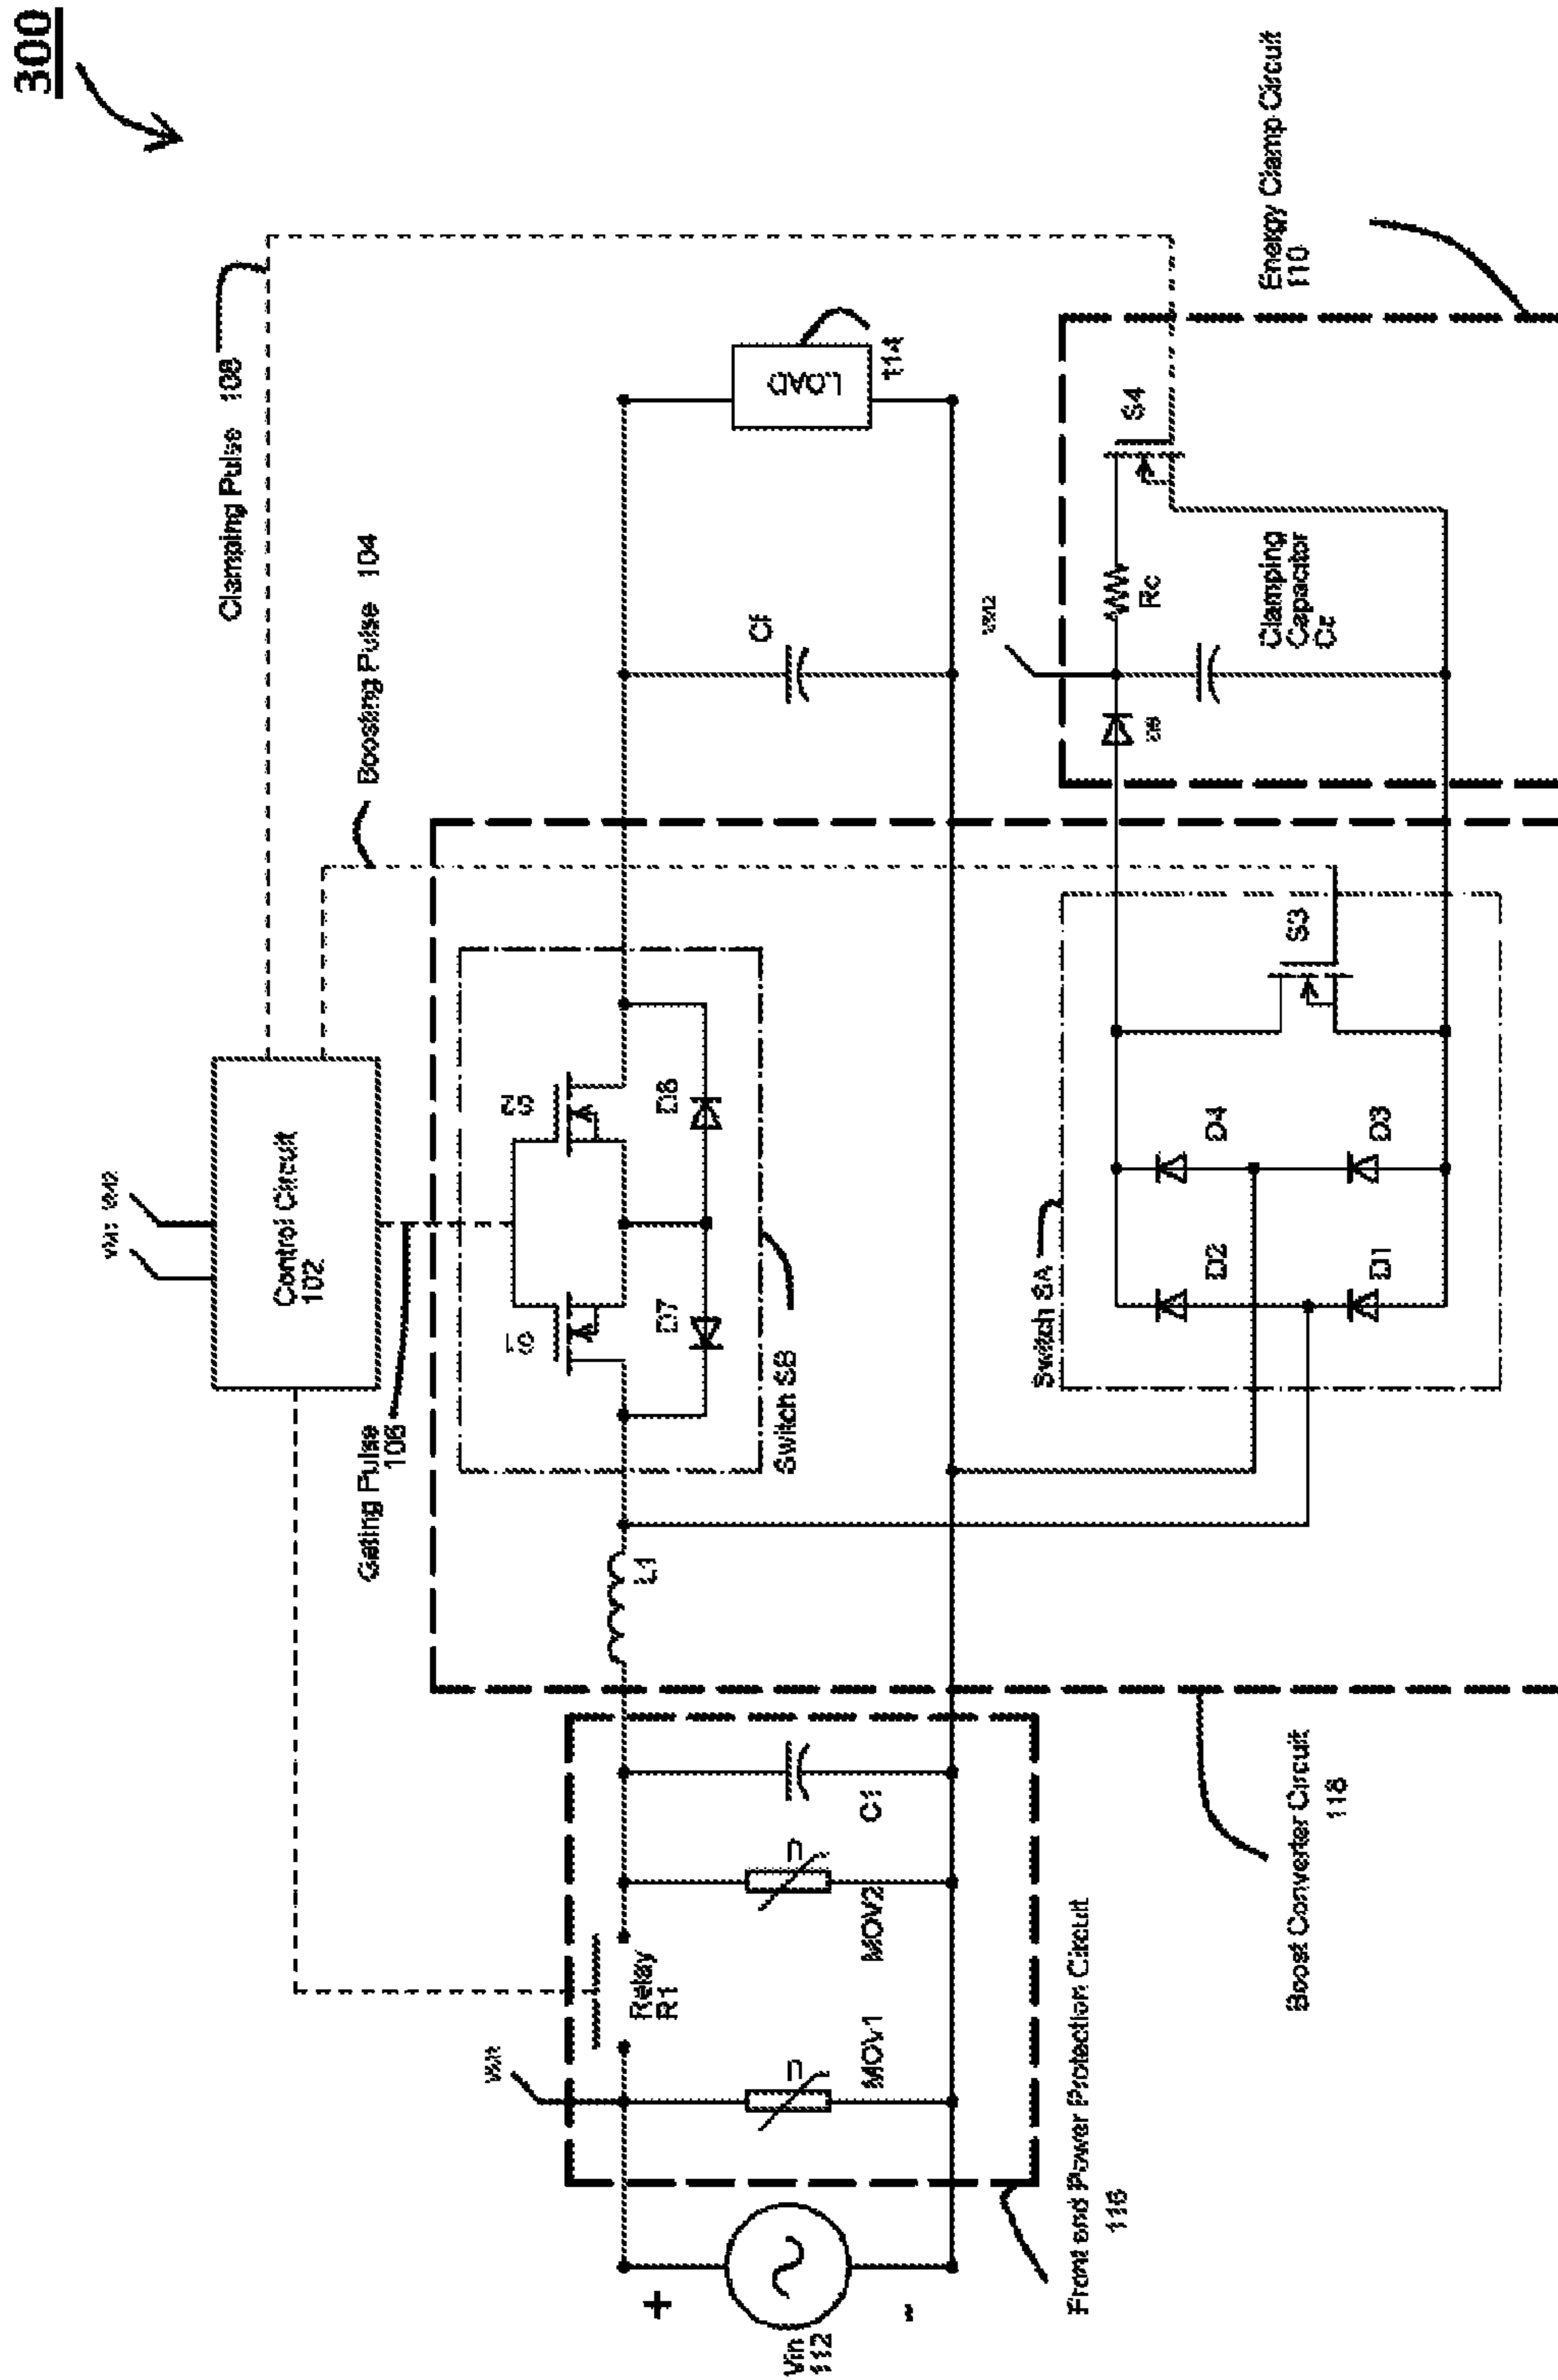 300
Clamping Pulse 108
Boosting Pulse 104
VM2
Control Circuit
102
Gating Pulse
106
S2
D8
D7
Switch SB
L1
Cf
LOAD
114
VM2
Relay
R1
MOV1
MOV2
C1
+
Vin
112
-
Front end Power Protection Circuit
116
Boost Converter Circuit
118
Switch SA
D2
D4
D1
D3
S3
Rc
S4
Clamping
Capacitor
Energy Clamp Circuit
110